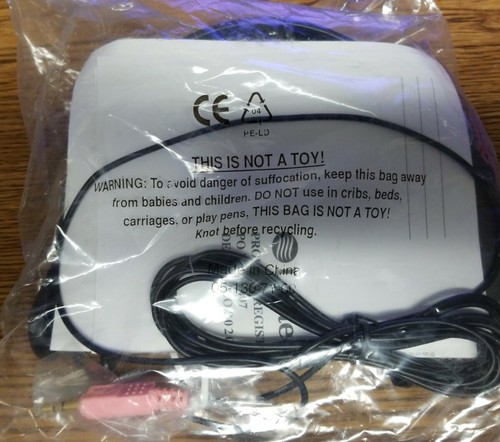 CE
04
PE-LD
THIS IS NOT A TOY!
WARNING: To avoid danger of suffocation, keep this bag away
from babies and children. DO NOT use in cribs, beds,
carriages, or play pens, THIS BAG IS NOT A TOY!
Knot before recycling.
Made in China